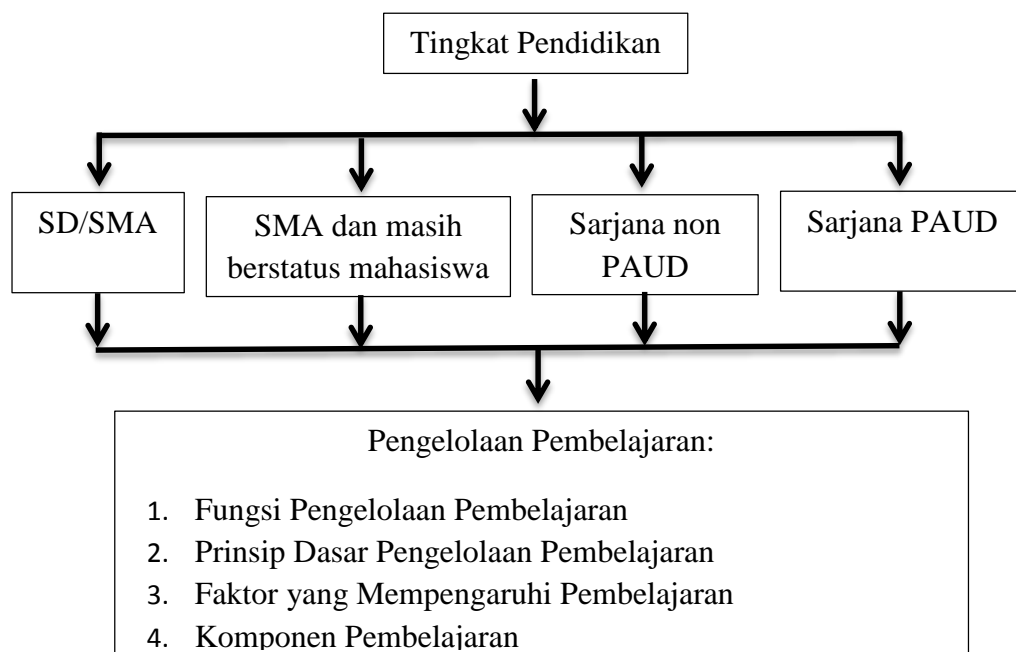 Tingkat Pendidikan
SD/SMA
SMA dan masih
berstatus mahasiswa
Sarjana non
PAUD
Sarjana PAUD
Pengelolaan Pembelajaran:
1. Fungsi Pengelolaan Pembelajaran
2. Prinsip Dasar Pengelolaan Pembelajaran
3. Faktor yang Mempengaruhi Pembelajaran
4. Komponen Pembelajaran